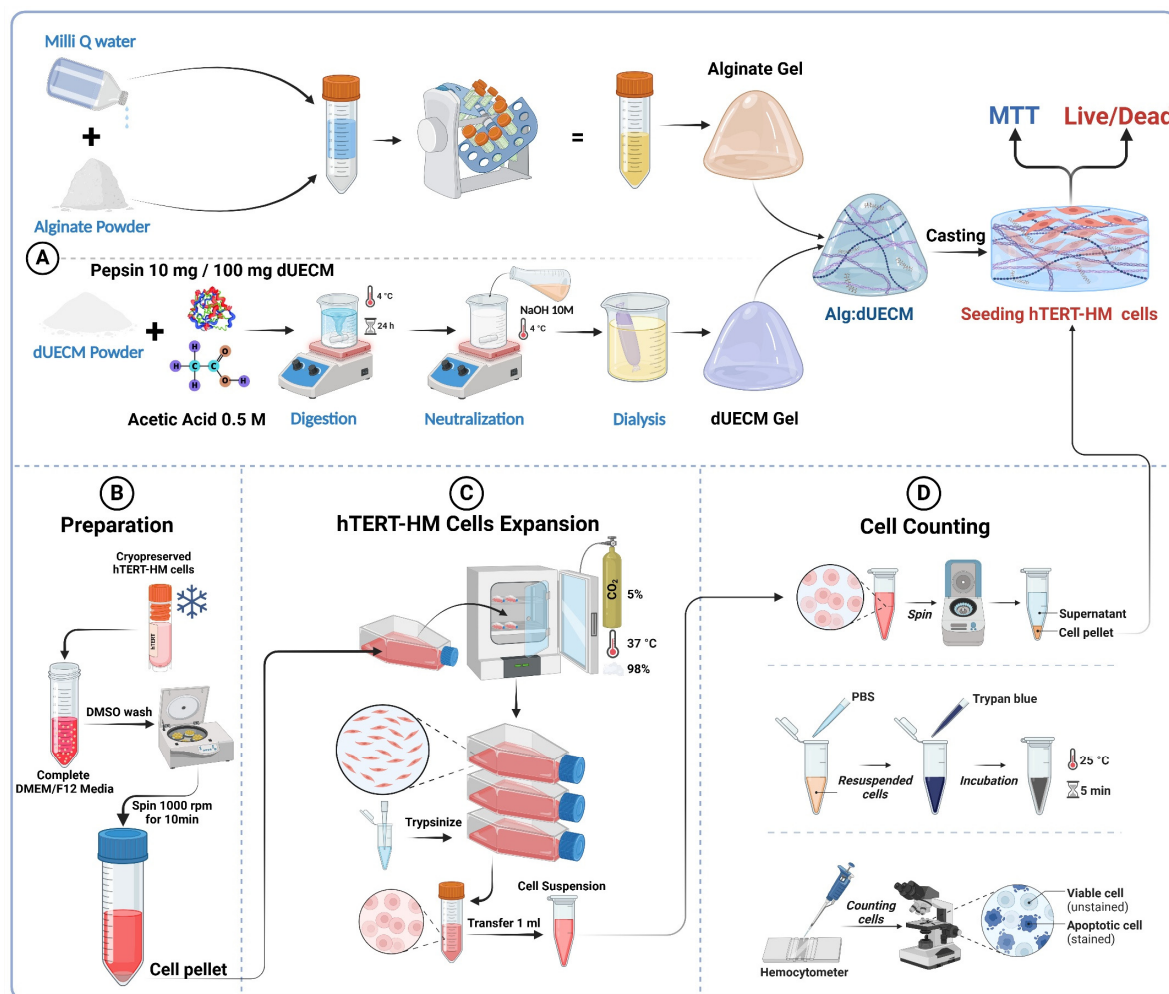 Milli Q water
+
Alginate Powder
=
Alginate Gel
MTT
Live/Dead
A
Pepsin 10 mg / 100 mg dUECM
dUECM Powder
+
H
H
C
C
O
H
O
H
Acetic Acid 0.5 M
4 °C
24 h
Digestion
NaOH 10M
4 °C
Neutralization
Dialysis
dUECM Gel
Alg:dUECM
Casting
Seeding hTERT-HM cells
B
Preparation
Cryopreserved
hTERT-HM cells
hTERT
DMSO wash
Complete
DMEM/F12 Media
Spin 1000 rpm
for 10min
Cell pellet
C
hTERT-HM Cells Expansion
CO2
5%
37 °C
98%
Trypsinize
Transfer 1 ml
Cell Suspension
D
Cell Counting
Spin
Supernatant
Cell pellet
PBS
Trypan blue
Resuspended
cells
Incubation
25 °C
5 min
Counting
cells
Hemocytometer
Viable cell
(unstained)
Apoptotic cell
(stained)